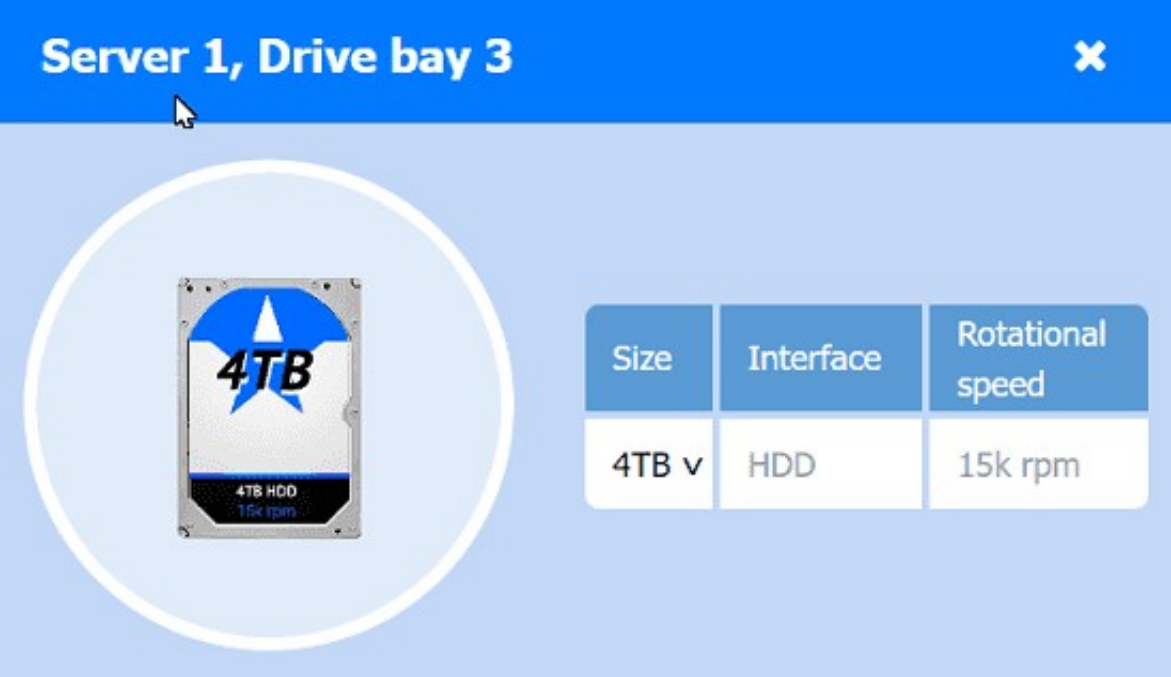 Server 1, Drive bay 3
4TB
4TB HDD
15k rpm
Size
Interface
Rotational
speed
4TB
HDD
15k rpm